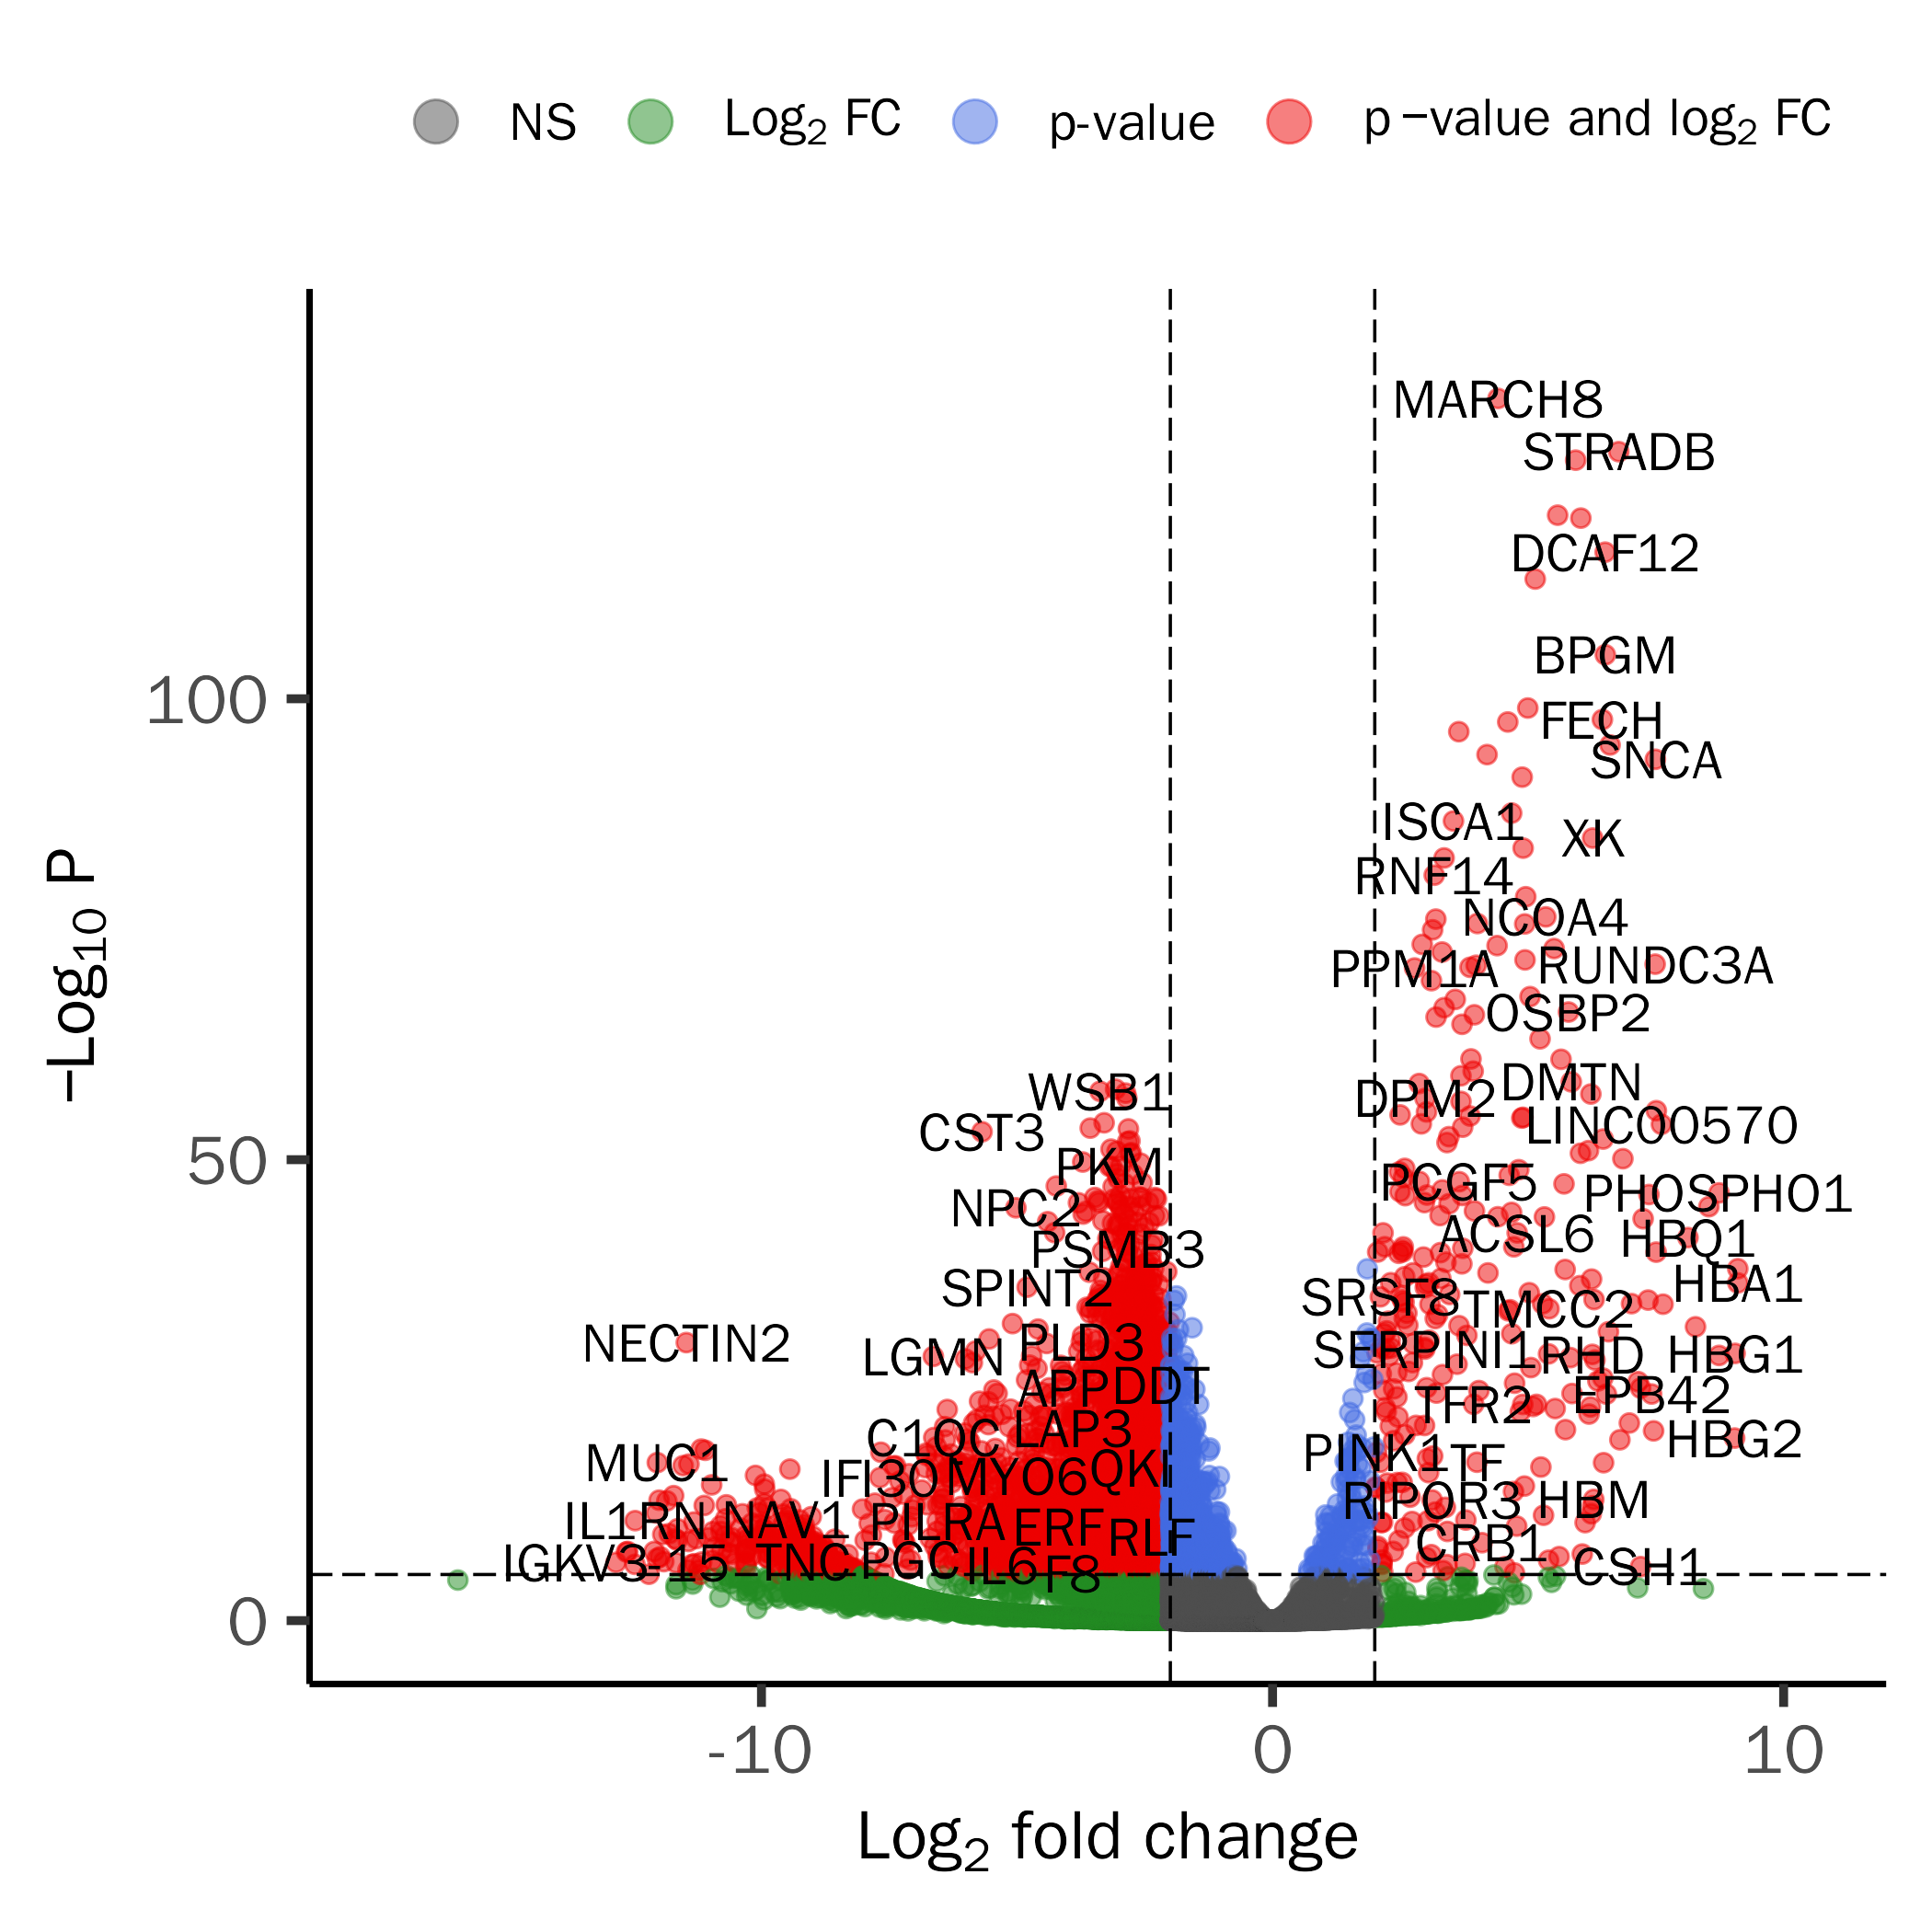 NS Log2 FC p-value p −value and log2 FC
MARCH8
STRADB
DCAF12
BPGM
100
FECH
SNCA
ISCA1
XK
RNF14
NCOA4
PPM1A
RUNDC3A
OSBP2
WSB1
DPM2
DMTN
CST3
LINC00570
50
PKM
PCGF5
PHOSPHO1
NPC2
PSMB3
ACSL6
HBQ1
SPINT2
HBA1
SRSF8
TMCC2
NECTIN2
LGMN
PLD3
SERPINI1
RHD
HBG1
APP
DDT
TFR2
EPB42
C1QC
LAP3
HBG2
MUC1
IFI30
MYO6
QKI
PINK1
TF
IL1RN
NAV1
PILRA
ERF
RLF
RIPOR3
HBM
IGKV3-15
TNC
PGC
IL6
F8
CRB1
CSH1
0
−Log10 P
-10 0 10
Log2 fold change